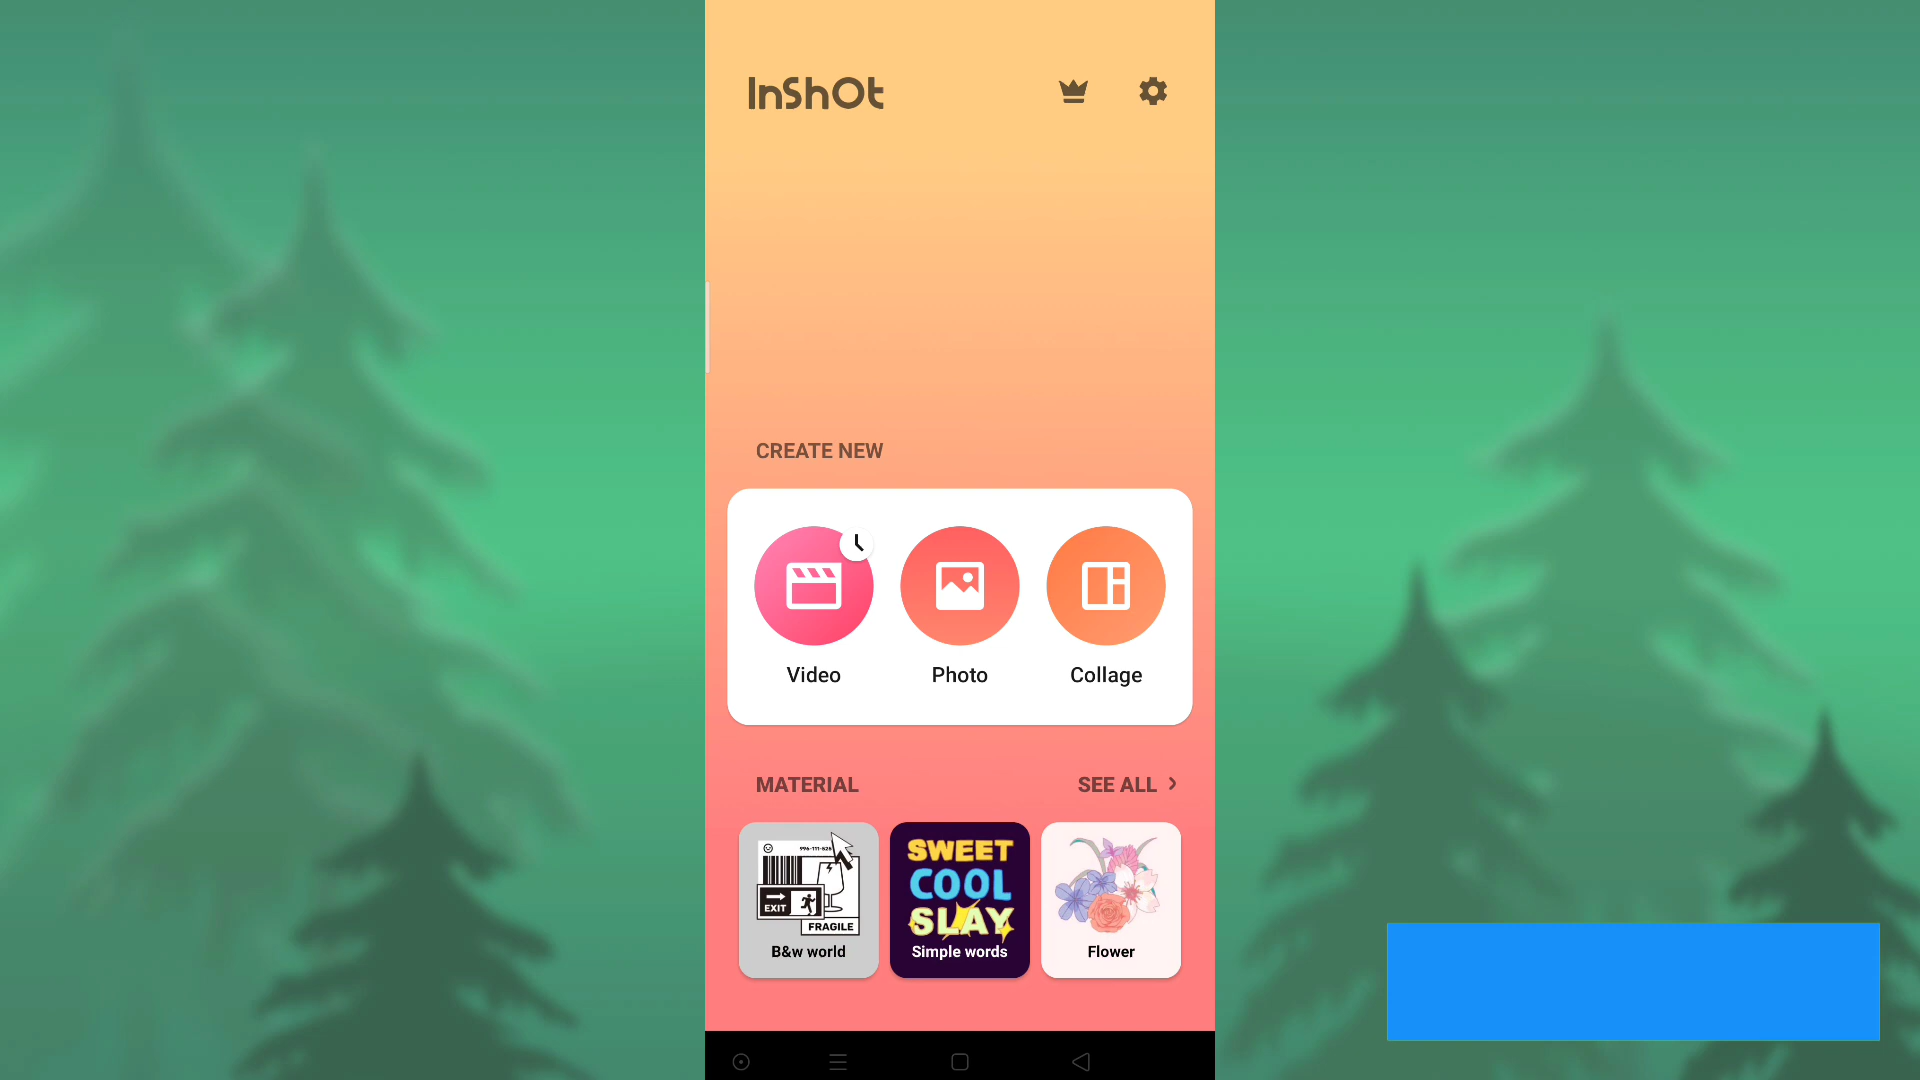 InShOt
CREATE NEW
Video
Photo
Collage
MATERIAL
SEE ALL
EXIT
FRAGILE
B&w world
SWEET
COOL
SLAY
Simple words
Flower